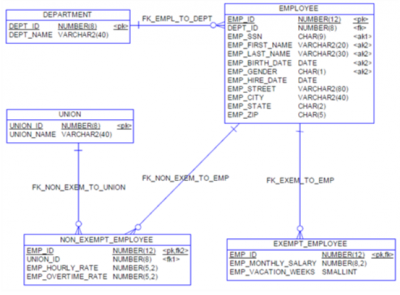 DEPARTMENT
DEPT_ID NUMBER(8) <pk>
DEPT_NAME VARCHAR2(40)
FK_EMPL_TO_DEPT
EMPLOYEE
EMP_ID NUMBER(12) <pk>
DEPT_ID NUMBER(8) <fk>
EMP_SSN CHAR(9) <ak1>
EMP_FIRST_NAME VARCHAR2(20) <ak2>
EMP_LAST_NAME VARCHAR2(30) <ak2>
EMP_BIRTH_DATE DATE <ak2>
EMP_GENDER CHAR(1) <ak2>
EMP_HIRE_DATE DATE
EMP_STREET VARCHAR2(80)
EMP_CITY VARCHAR2(40)
EMP_STATE CHAR(2)
EMP_ZIP CHAR(5)
UNION
UNION_ID NUMBER(8) <pk>
UNION_NAME VARCHAR2(40)
FK_NON_EXEM_TO_UNION
FK_NON_EXEM_TO_EMP
FK_EXEM_TO_EMP
NON_EXEMPT_EMPLOYEE
EMP_ID NUMBER(12) <pk,fk2>
UNION_ID NUMBER(8) <fk1>
EMP_HOURLY_RATE NUMBER(5,2)
EMP_OVERTIME_RATE NUMBER(5,2)
EXEMPT_EMPLOYEE
EMP_ID NUMBER(12) <pk,fk>
EMP_MONTHLY_SALARY NUMBER(8,2)
EMP_VACATION_WEEKS SMALLINT